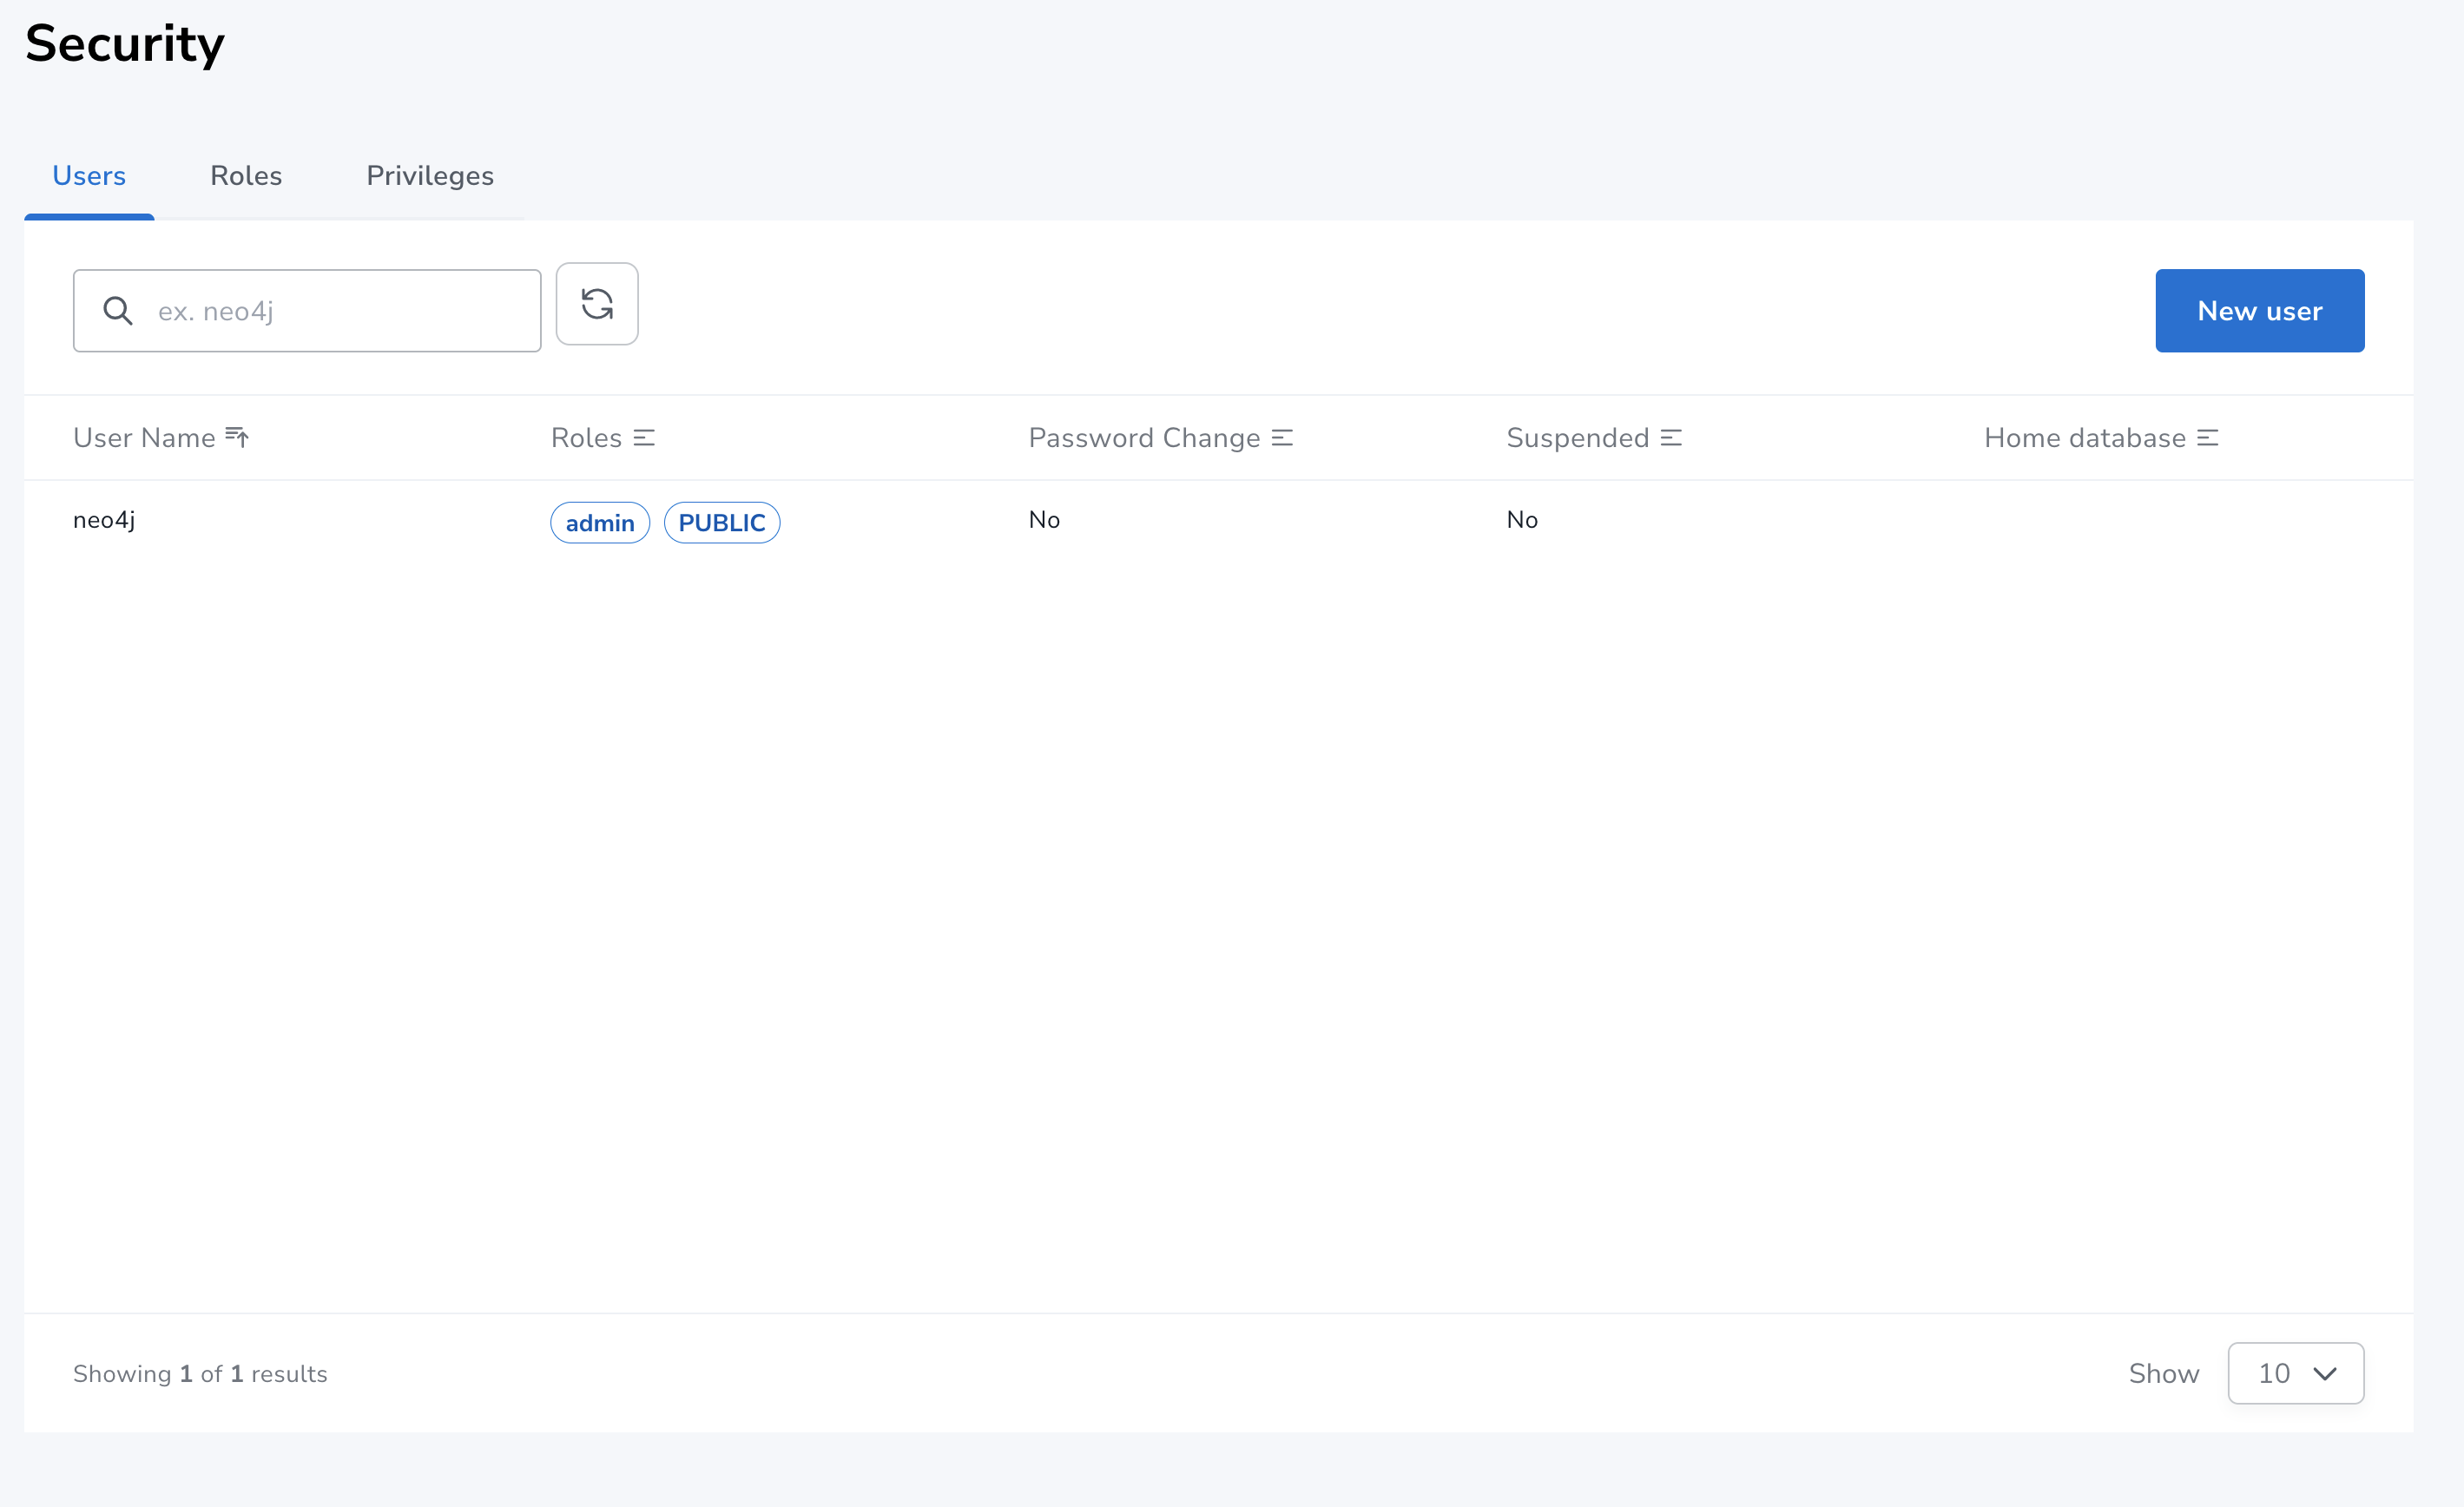 Security
Users Roles Privileges
ex. neo4j New user
User Name Roles Password Change Suspended Home database
neo4j admin PUBLIC No No
Showing 1 of 1 results Show 10